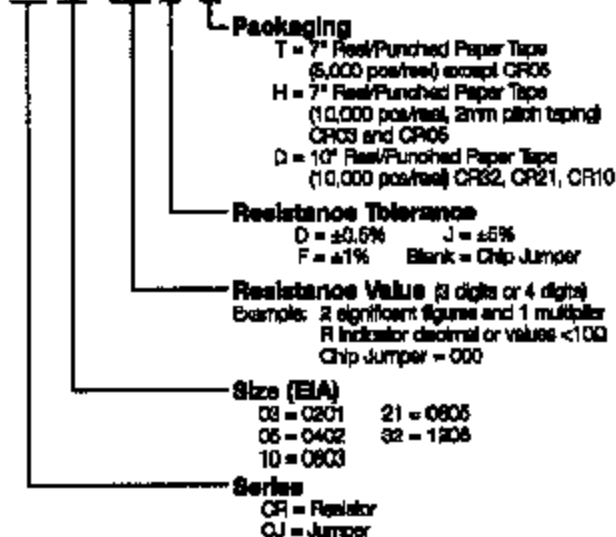 Packaging
T = 7" Reel/Punched Paper Tape
(5,000 pcs/reel) except CR05
H = 7" Reel/Punched Paper Tape
(10,000 pcs/reel, 2mm pitch taping)
CR03 and CR05
D = 10" Reel/Punched Paper Tape
(10,000 pcs/reel) CR32, CR21, CR10
Resistance Tolerance
D = ±0.5% J = ±5%
F = ±1% Blank = Chip Jumper
Resistance Value (3 digits or 4 digits)
Example: 2 significant figures and 1 multiplier
R indicator decimal or values <10Ω
Chip Jumper = 000
Size (EIA)
03 = 0201 21 = 0805
05 = 0402 32 = 1206
10 = 0603
Series
CR = Resistor
CJ = Jumper